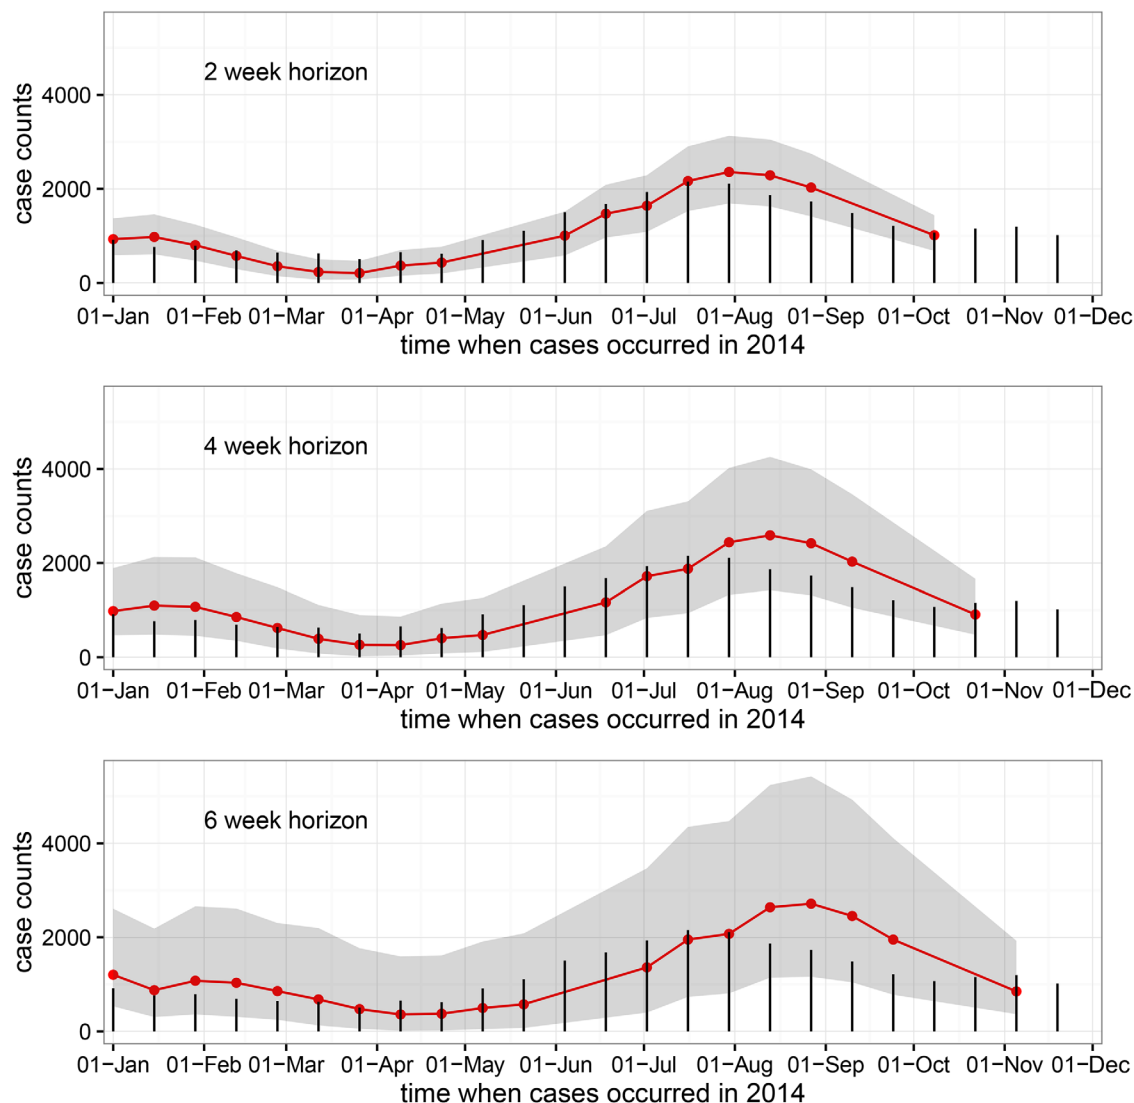 2 week horizon
case counts
4000
2000
0
01−Jan 01−Feb 01−Mar 01−Apr 01−May 01−Jun 01−Jul 01−Aug 01−Sep 01−Oct 01−Nov 01−Dec
time when cases occurred in 2014
4 week horizon
case counts
4000
2000
0
01−Jan 01−Feb 01−Mar 01−Apr 01−May 01−Jun 01−Jul 01−Aug 01−Sep 01−Oct 01−Nov 01−Dec
time when cases occurred in 2014
6 week horizon
case counts
4000
2000
0
01−Jan 01−Feb 01−Mar 01−Apr 01−May 01−Jun 01−Jul 01−Aug 01−Sep 01−Oct 01−Nov 01−Dec
time when cases occurred in 2014